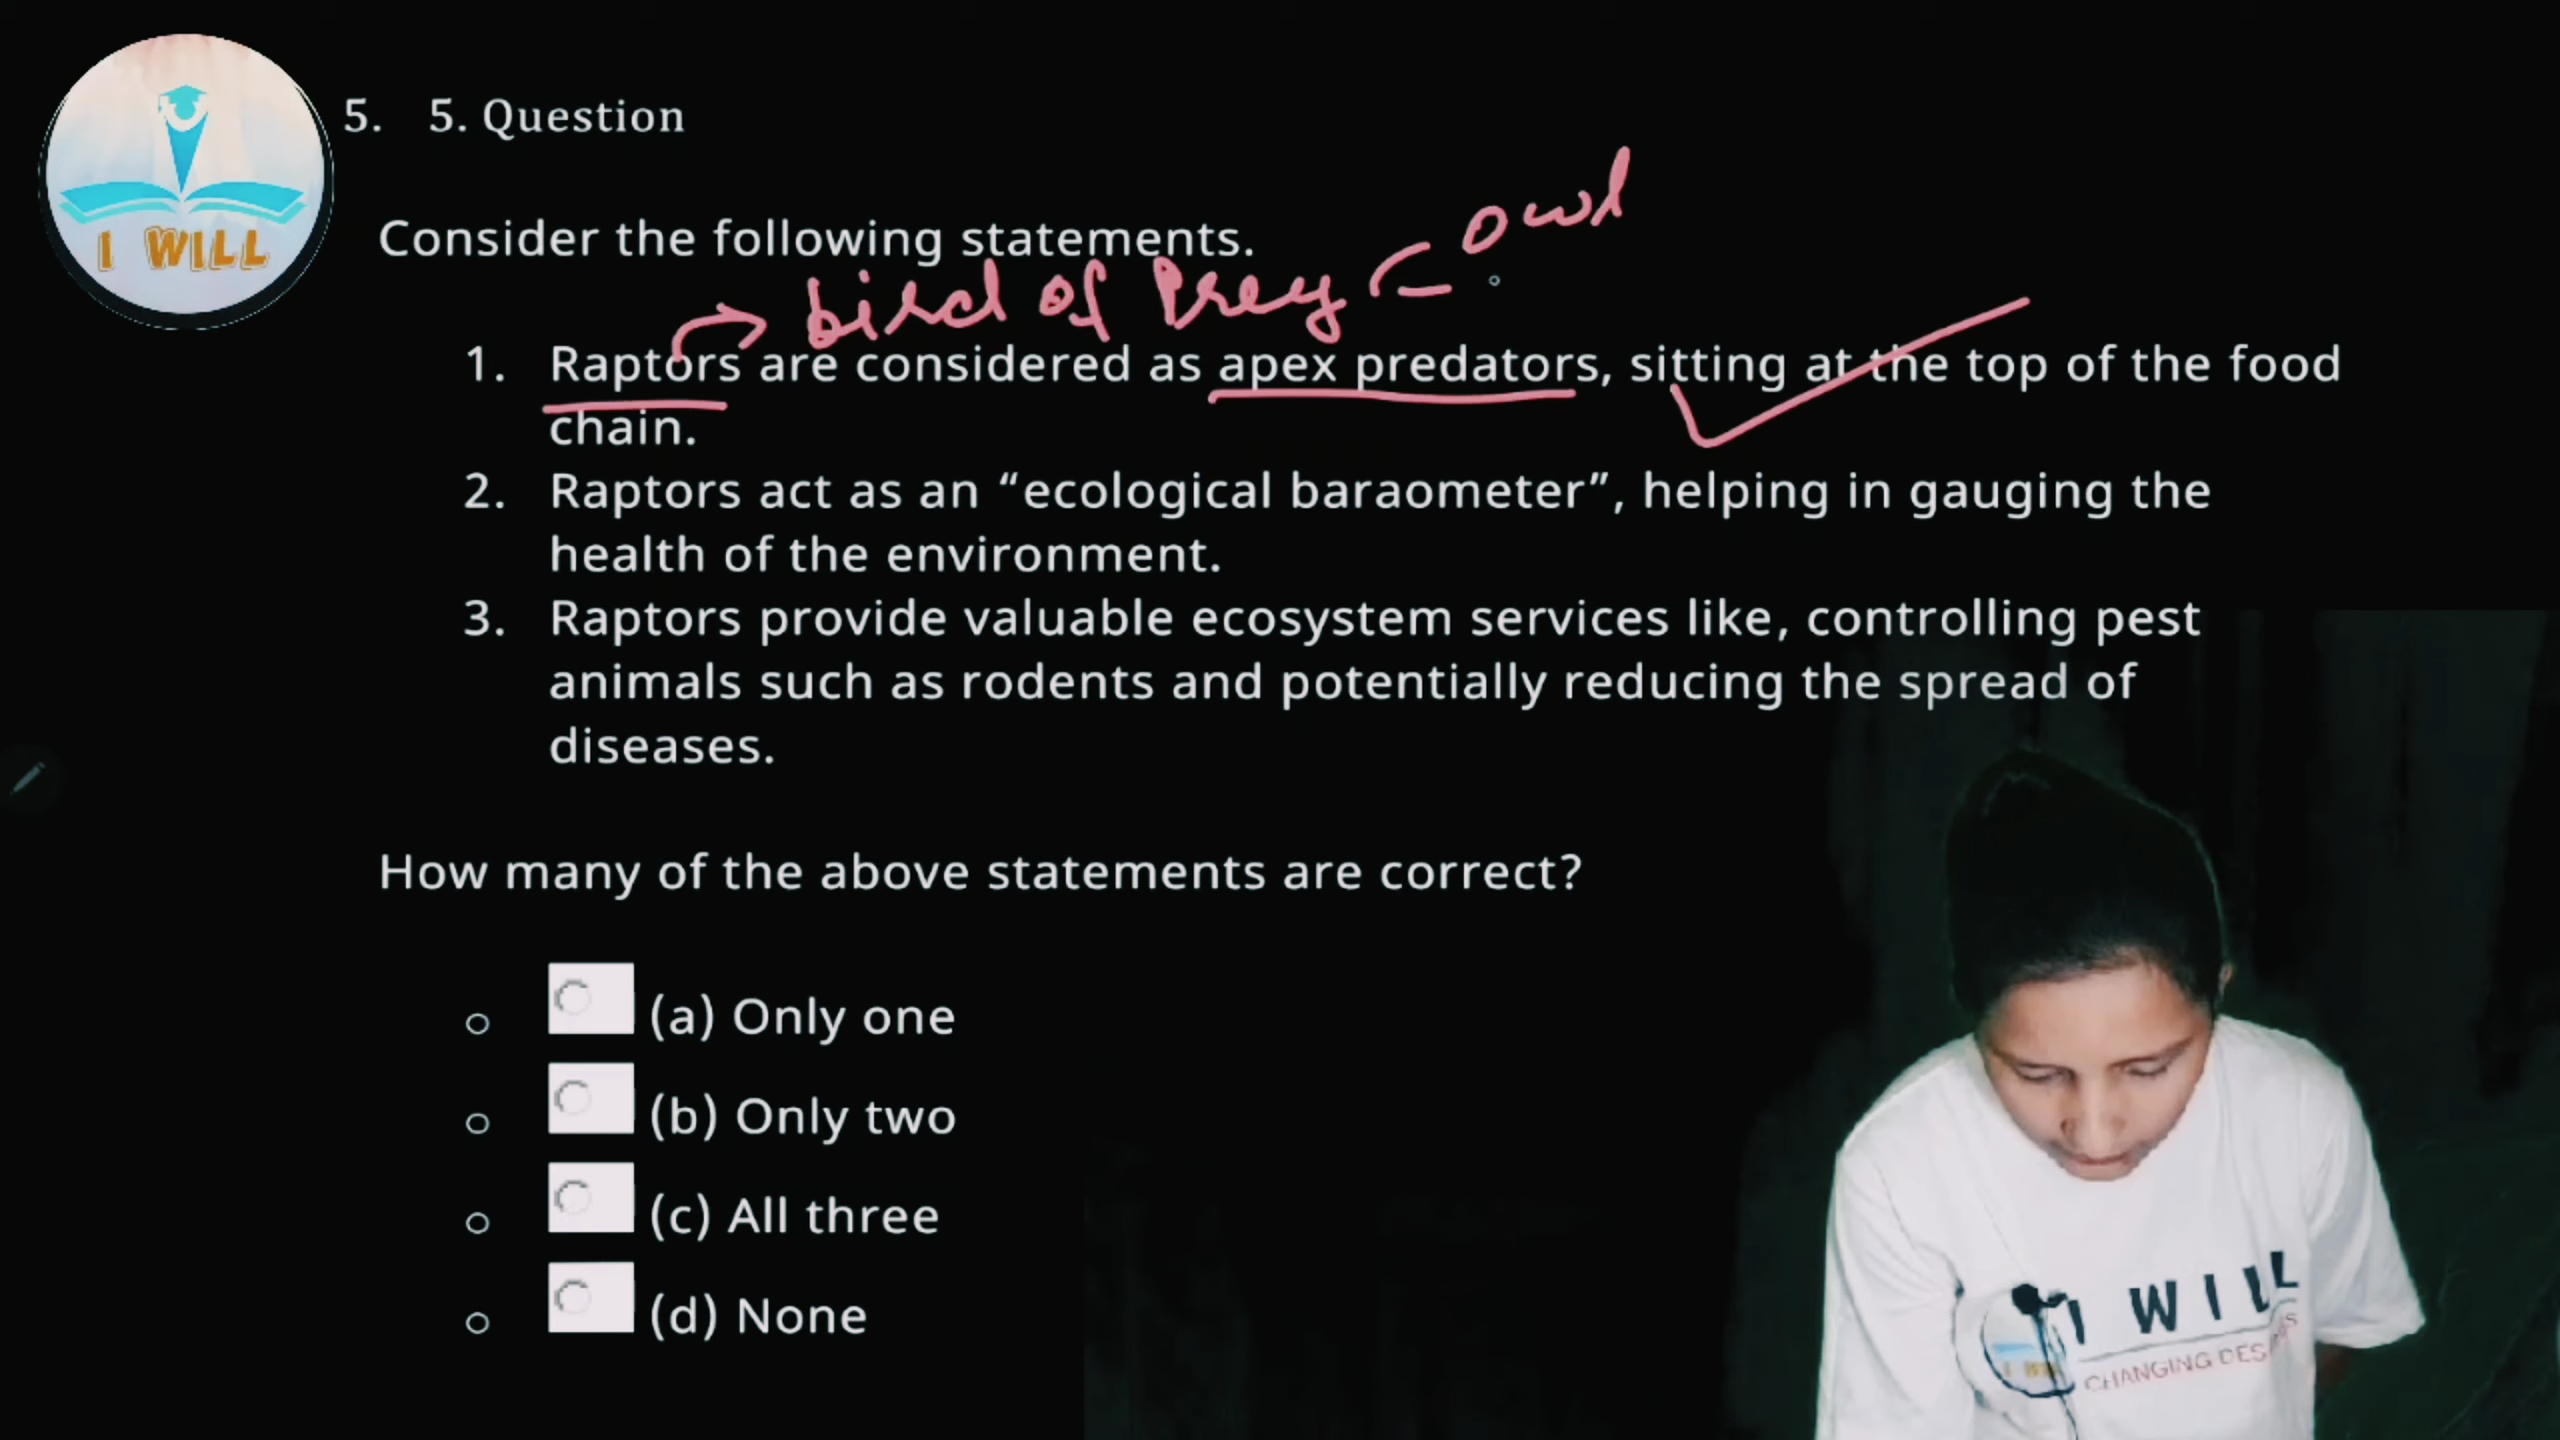 I WILL
5. 5. Question
owl
Consider the following statements.
bird of Prey
1. Raptors are considered as apex predators, sitting at the top of the food
chain.
2. Raptors act as an “ecological baraometer”, helping in gauging the
health of the environment.
3. Raptors provide valuable ecosystem services like, controlling pest
animals such as rodents and potentially reducing the spread of
diseases.
How many of the above statements are correct?
(a) Only one
(b) Only two
(c) All three
(d) None
I WILL
CHANGING